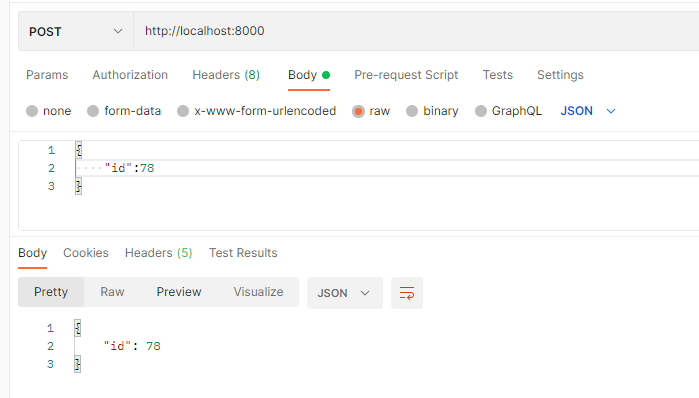 POST http://localhost:8000
Params Authorization Headers (8) Body Pre-request Script Tests Settings
none form-data x-www-form-urlencoded raw binary GraphQL JSON
1 {
2 "id":78
3 }
Body Cookies Headers (5) Test Results
Pretty Raw Preview Visualize JSON
1 {
2 "id": 78
3 }